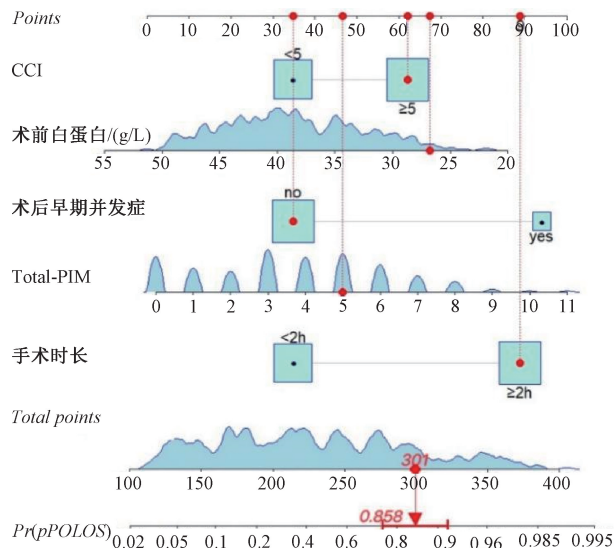 Points
0 10 20 30 40 50 60 70 80 100
<5
CCI
≥5
术前白蛋白/(g/L)
55 50 45 40 35 30 25 20
no
术后早期并发症
yes
Total-PIM
0 1 2 3 4 5 6 7 8 9 10 11
<2h
手术时长
≥2h
Total points
301
100 150 200 250 300 350 400
0.858
Pr(pPOLOS)
0.02 0.05 0.1 0.2 0.4 0.6 0.8 0.9 0.96 0.985 0.995